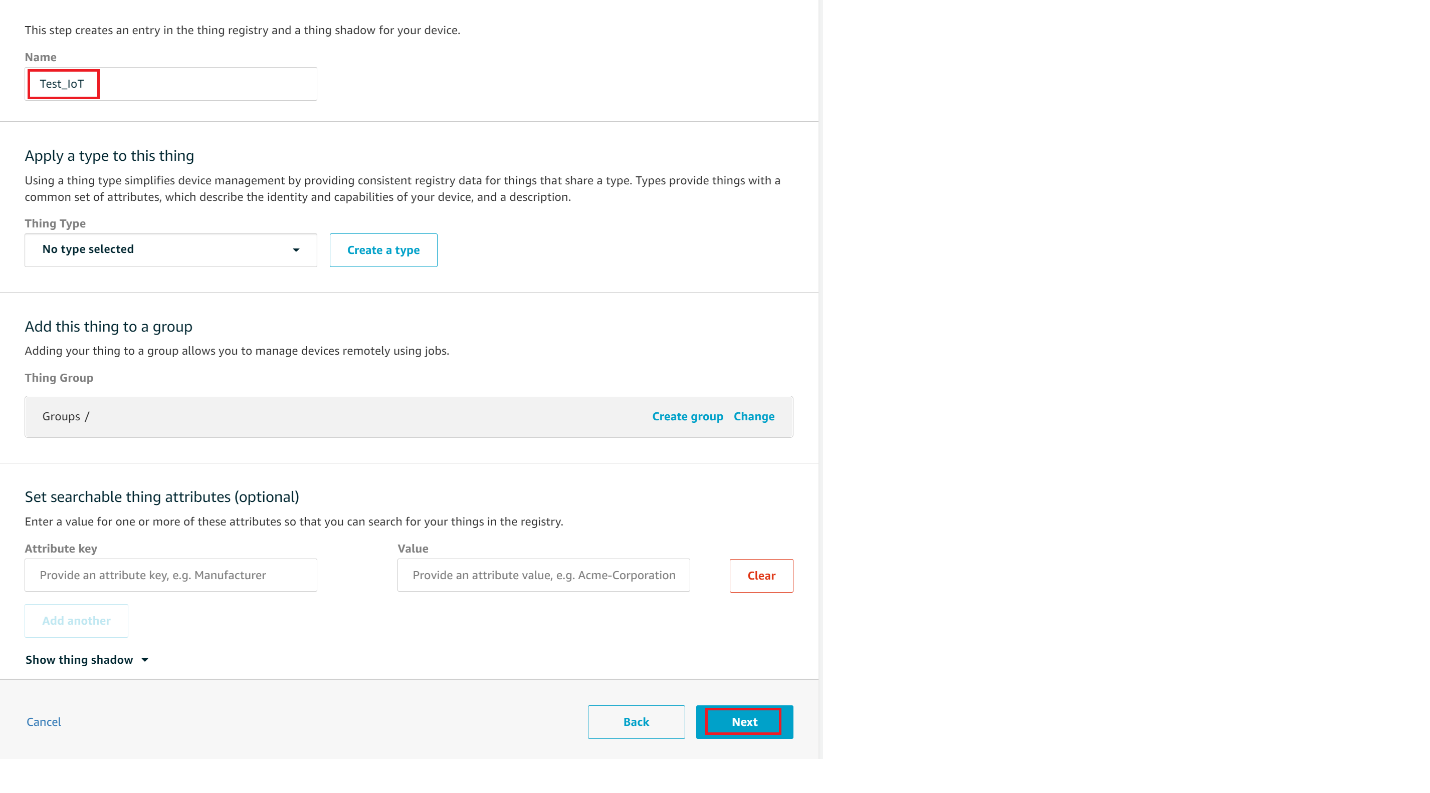 This step creates an entry in the thing registry and a thing shadow for your device.
Name
Test_IoT
Apply a type to this thing
Using a thing type simplifies device management by providing consistent registry data for things that share a type. Types provide things with a
common set of attributes, which describe the identity and capabilities of your device, and a description.
Thing Type
No type selected
Create a type
Add this thing to a group
Adding your thing to a group allows you to manage devices remotely using jobs.
Thing Group
Groups /
Create group Change
Set searchable thing attributes (optional)
Enter a value for one or more of these attributes so that you can search for your things in the registry.
Attribute key
Value
Provide an attribute key, e.g. Manufacturer
Provide an attribute value, e.g. Acme-Corporation
Clear
Add another
Show thing shadow
Cancel
Back
Next